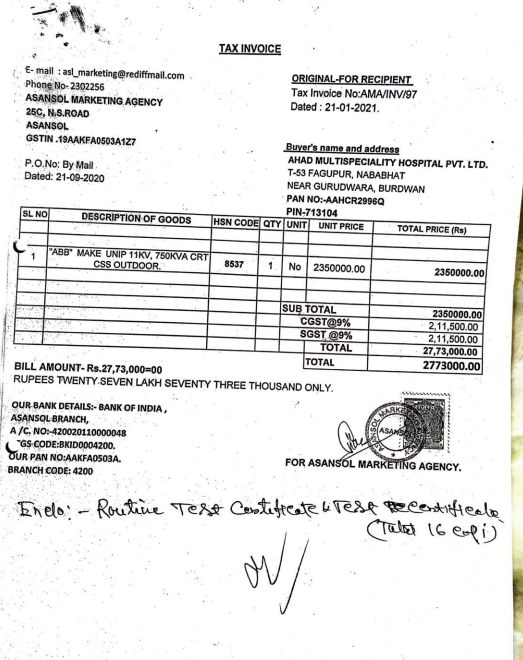 TAX INVOICE
E- mail : asl_marketing@rediffmail.com
Phone No- 2302256
ASANSOL MARKETING AGENCY
25C, N.S.ROAD
ASANSOL
GSTIN .19AAKFA0503A1Z7
P.O.No: By Mail
Dated: 21-09-2020
ORIGINAL-FOR RECIPIENT
Tax Invoice No:AMA/INV/97
Dated : 21-01-2021.
Buyer's name and address
AHAD MULTISPECIALITY HOSPITAL PVT. LTD.
T-53 FAGUPUR, NABABHAT
NEAR GURUDWARA, BURDWAN
PAN NO:-AAHCR2996Q
PIN-713104
SL NO DESCRIPTION OF GOODS HSN CODE QTY UNIT UNIT PRICE TOTAL PRICE (Rs)
1 "ABB" MAKE UNIP 11KV, 750KVA CRT CSS OUTDOOR. 8537 1 No 2350000.00 2350000.00
SUB TOTAL 2350000.00
CGST@9% 2,11,500.00
SGST @9% 2,11,500.00
TOTAL 27,73,000.00
TOTAL 2773000.00
BILL AMOUNT- Rs.27,73,000=00
RUPEES TWENTY SEVEN LAKH SEVENTY THREE THOUSAND ONLY.
OUR BANK DETAILS:- BANK OF INDIA ,
ASANSOL BRANCH,
A /C. NO:-420020110000048
GS CODE:BKID0004200.
OUR PAN NO:AAKFA0503A.
BRANCH CODE: 4200
FOR ASANSOL MARKETING AGENCY.
Enclo: - Routine Test Certificate & Test Certificate
16